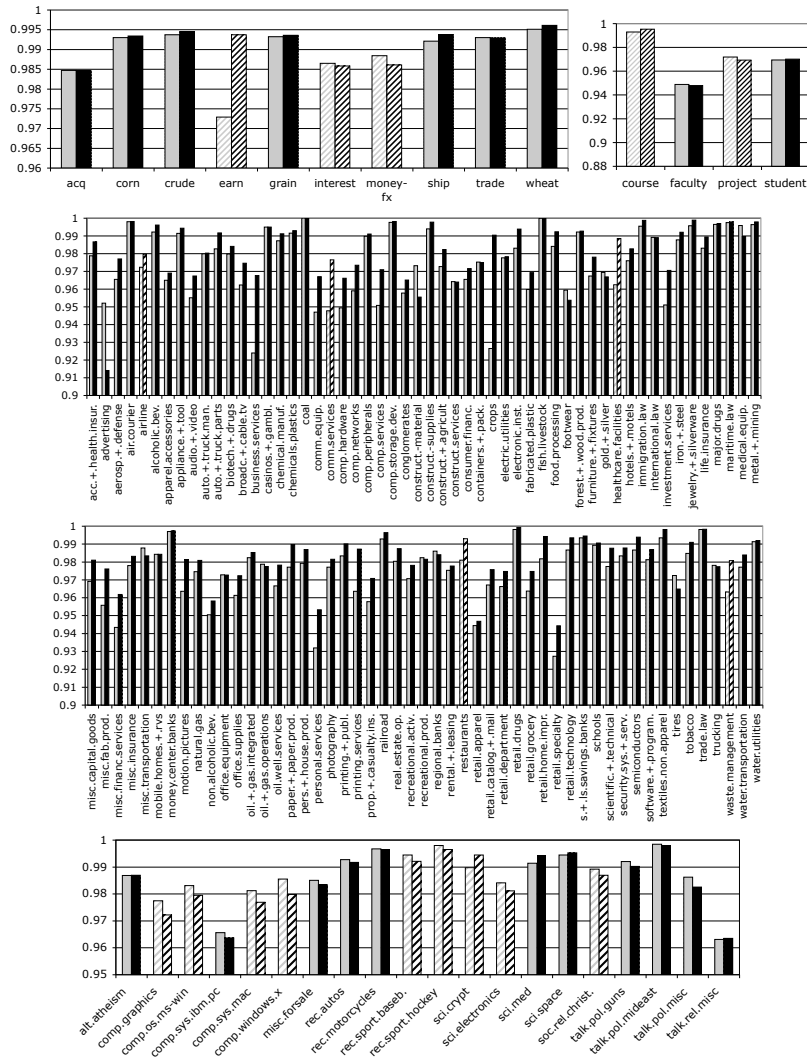 1
0.995
0.99
0.985
0.98
0.975
0.97
0.965
0.96
acq corn crude earn grain interest money-fx ship trade wheat
1
0.98
0.96
0.94
0.92
0.9
0.88
course faculty project student
1
0.99
0.98
0.97
0.96
0.95
0.94
0.93
0.92
0.91
0.9
acc.+.health.insur.
advertising
aerosp.+.defense
air.courier
airline
alcoholic.bev.
apparel.accessories
appliance.+.tool
audio.+.video
auto.+.truck.man.
auto.+.truck.parts
biotech.+.drugs
broadc.+.cable.tv
business.services
casinos.+.gambl.
chemical.manuf.
chemicals.plastics
coal
comm.equip.
comm.services
comp.hardware
comp.networks
comp.peripherals
comp.services
comp.storage.dev.
conglomerates
construct.-material
construct.-supplies
construct.+.agricult
construct.services
consumer.financ.
containers.+.pack.
crops
electric.utilities
electronic.inst.
fabricated.plastic
fish.livestock
food.processing
footwear
forest.+.wood.prod.
furniture.+.fixtures
gold.+.silver
healthcare.facilities
hotels.+.motels
immigration.law
international.law
investment.services
iron.+.steel
jewelry.+.silverware
life.insurance
major.drugs
maritime.law
medical.equip.
metal.+.mining
1
0.99
0.98
0.97
0.96
0.95
0.94
0.93
0.92
0.91
0.9
misc.capital.goods
misc.fab.prod.
misc.financ.services
misc.insurance
misc.transportation
mobile.homes.+.rvs
money.center.banks
motion.pictures
natural.gas
non.alcoholic.bev.
office.equipment
office.supplies
oil.+.gas.integrated
oil.+.gas.operations
oil.well.services
paper.+.paper.prod.
pers.+.house.prod.
personal.services
photography
printing.+.publ.
printing.services
prop.+.casualty.ins.
railroad
real.estate.op.
recreational.activ.
recreational.prod.
regional.banks
rental.+.leasing
restaurants
retail.apparel
retail.catalog.+.mail
retail.department
retail.drugs
retail.grocery
retail.home.impr.
retail.specialty
retail.technology
s.+.ls.savings.banks
schools
scientific.+.technical
security.sys.+.serv.
semiconductors
software.+.program.
textiles.non.apparel
tires
tobacco
trade.law
trucking
waste.management
water.transportation
water.utilities
1
0.99
0.98
0.97
0.96
0.95
alt.atheism
comp.graphics
comp.os.ms-win
comp.sys.ibm.pc
comp.sys.mac
comp.windows.x
misc.forsale
rec.autos
rec.motorcycles
rec.sport.baseb.
rec.sport.hockey
sci.crypt
sci.electronics
sci.med
sci.space
soc.rel.christ.
talk.pol.guns
talk.pol.mideast
talk.pol.misc
talk.rel.misc